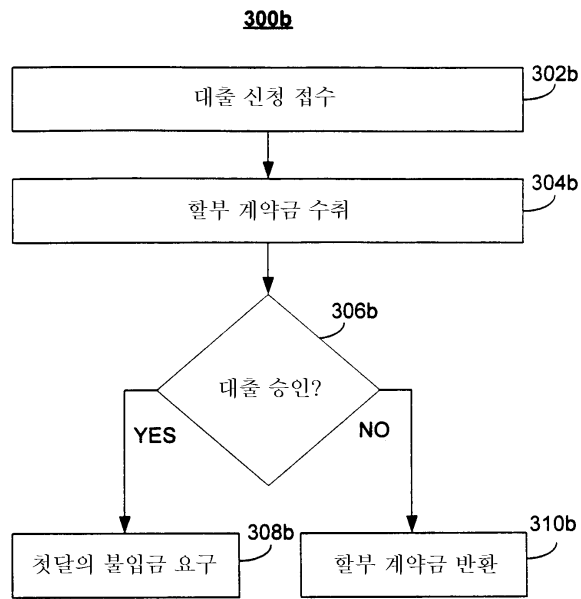 300b
대출 신청 접수
302b
할부 계약금 수취
304b
306b
대출 승인?
YES
NO
첫달의 불입금 요구
308b
할부 계약금 반환
310b